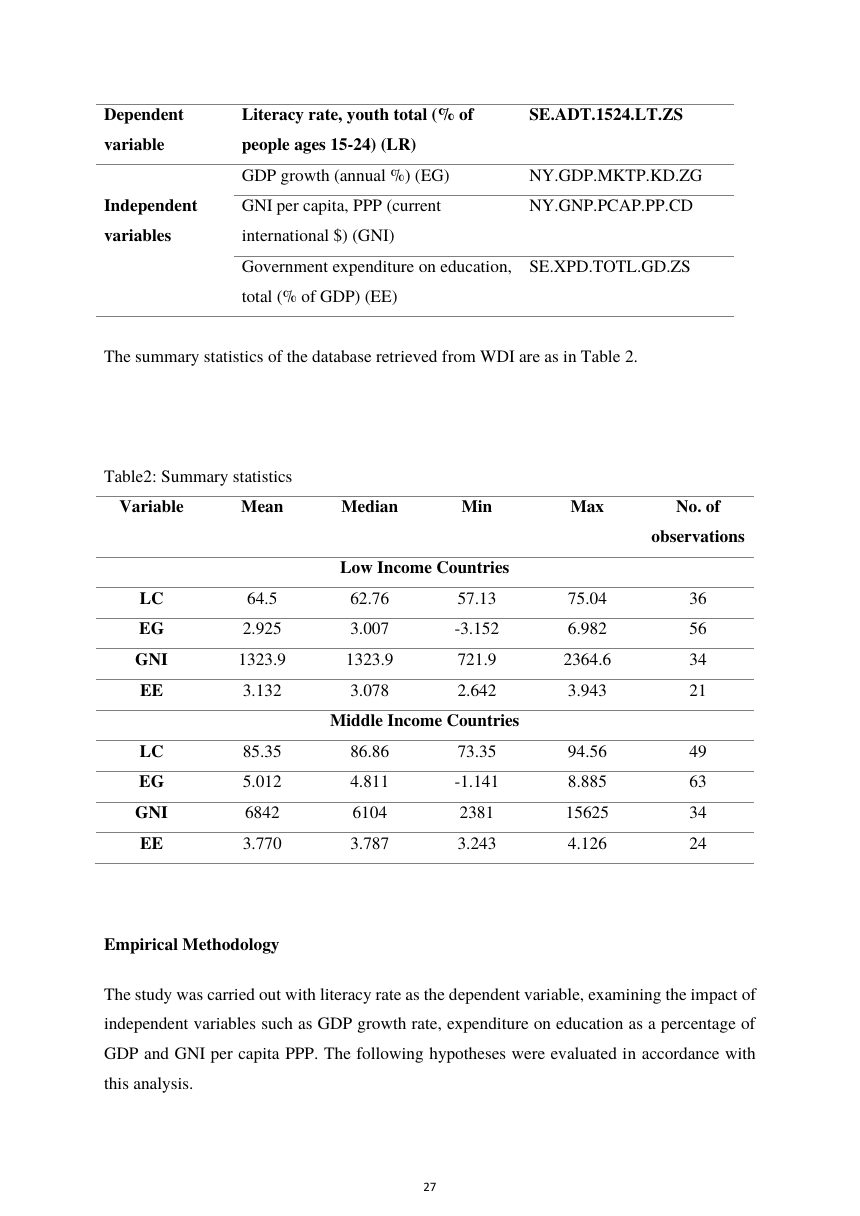 Dependent variable Literacy rate, youth total (% of people ages 15-24) (LR) SE.ADT.1524.LT.ZS
GDP growth (annual %) (EG) NY.GDP.MKTP.KD.ZG
Independent variables GNI per capita, PPP (current international $) (GNI) NY.GNP.PCAP.PP.CD
Government expenditure on education, total (% of GDP) (EE) SE.XPD.TOTL.GD.ZS
The summary statistics of the database retrieved from WDI are as in Table 2.
Table2: Summary statistics
Variable Mean Median Min Max No. of observations
Low Income Countries
LC 64.5 62.76 57.13 75.04 36
EG 2.925 3.007 -3.152 6.982 56
GNI 1323.9 1323.9 721.9 2364.6 34
EE 3.132 3.078 2.642 3.943 21
Middle Income Countries
LC 85.35 86.86 73.35 94.56 49
EG 5.012 4.811 -1.141 8.885 63
GNI 6842 6104 2381 15625 34
EE 3.770 3.787 3.243 4.126 24
Empirical Methodology
The study was carried out with literacy rate as the dependent variable, examining the impact of
independent variables such as GDP growth rate, expenditure on education as a percentage of
GDP and GNI per capita PPP. The following hypotheses were evaluated in accordance with
this analysis.
27